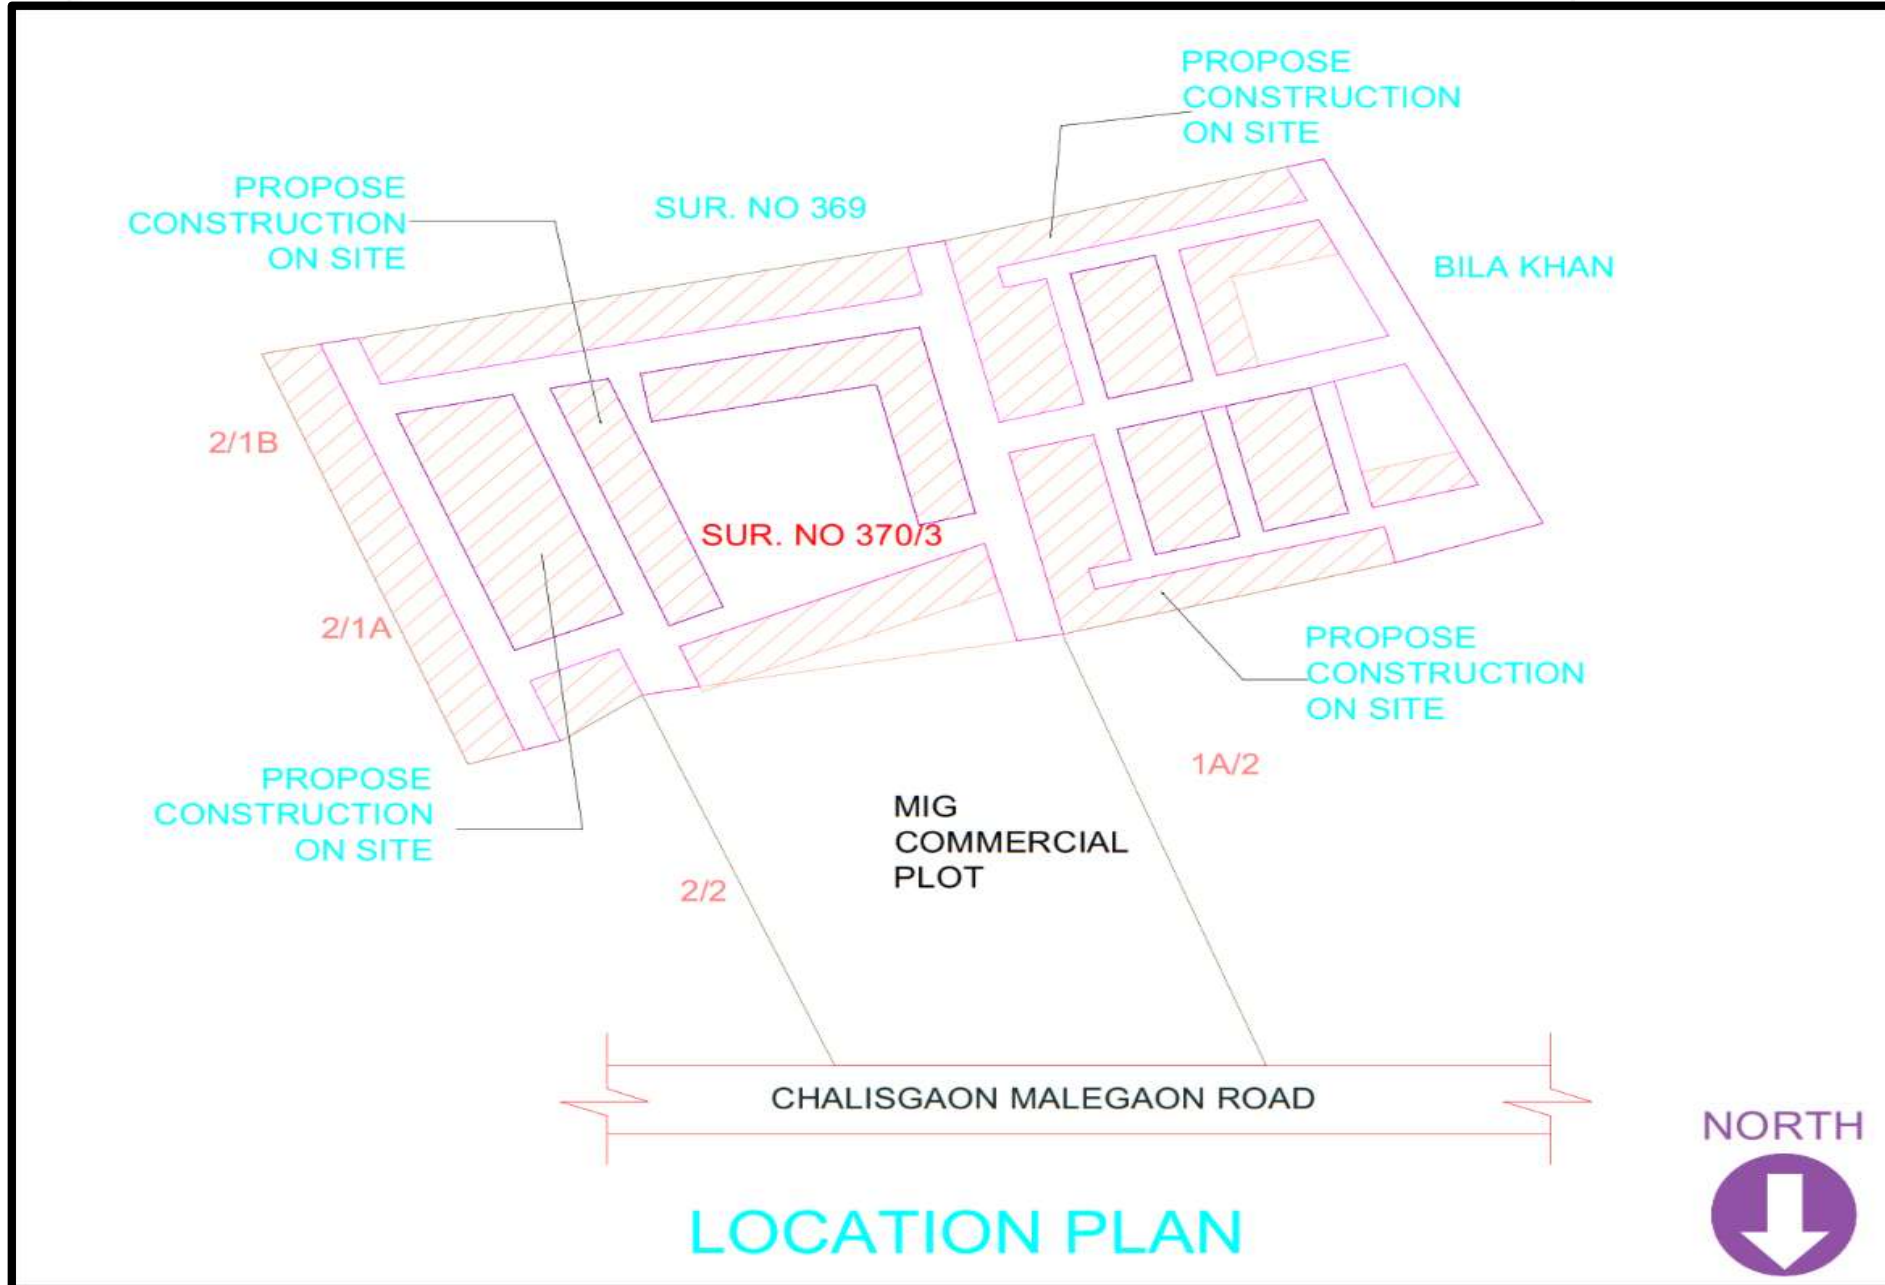 PROPOSE
CONSTRUCTION
ON SITE
PROPOSE
CONSTRUCTION
ON SITE
SUR. NO 369
BILA KHAN
2/1B
SUR. NO 370/3
2/1A
PROPOSE
CONSTRUCTION
ON SITE
1A/2
PROPOSE
CONSTRUCTION
ON SITE
MIG
COMMERCIAL
PLOT
2/2
CHALISGAON MALEGAON ROAD
NORTH
LOCATION PLAN